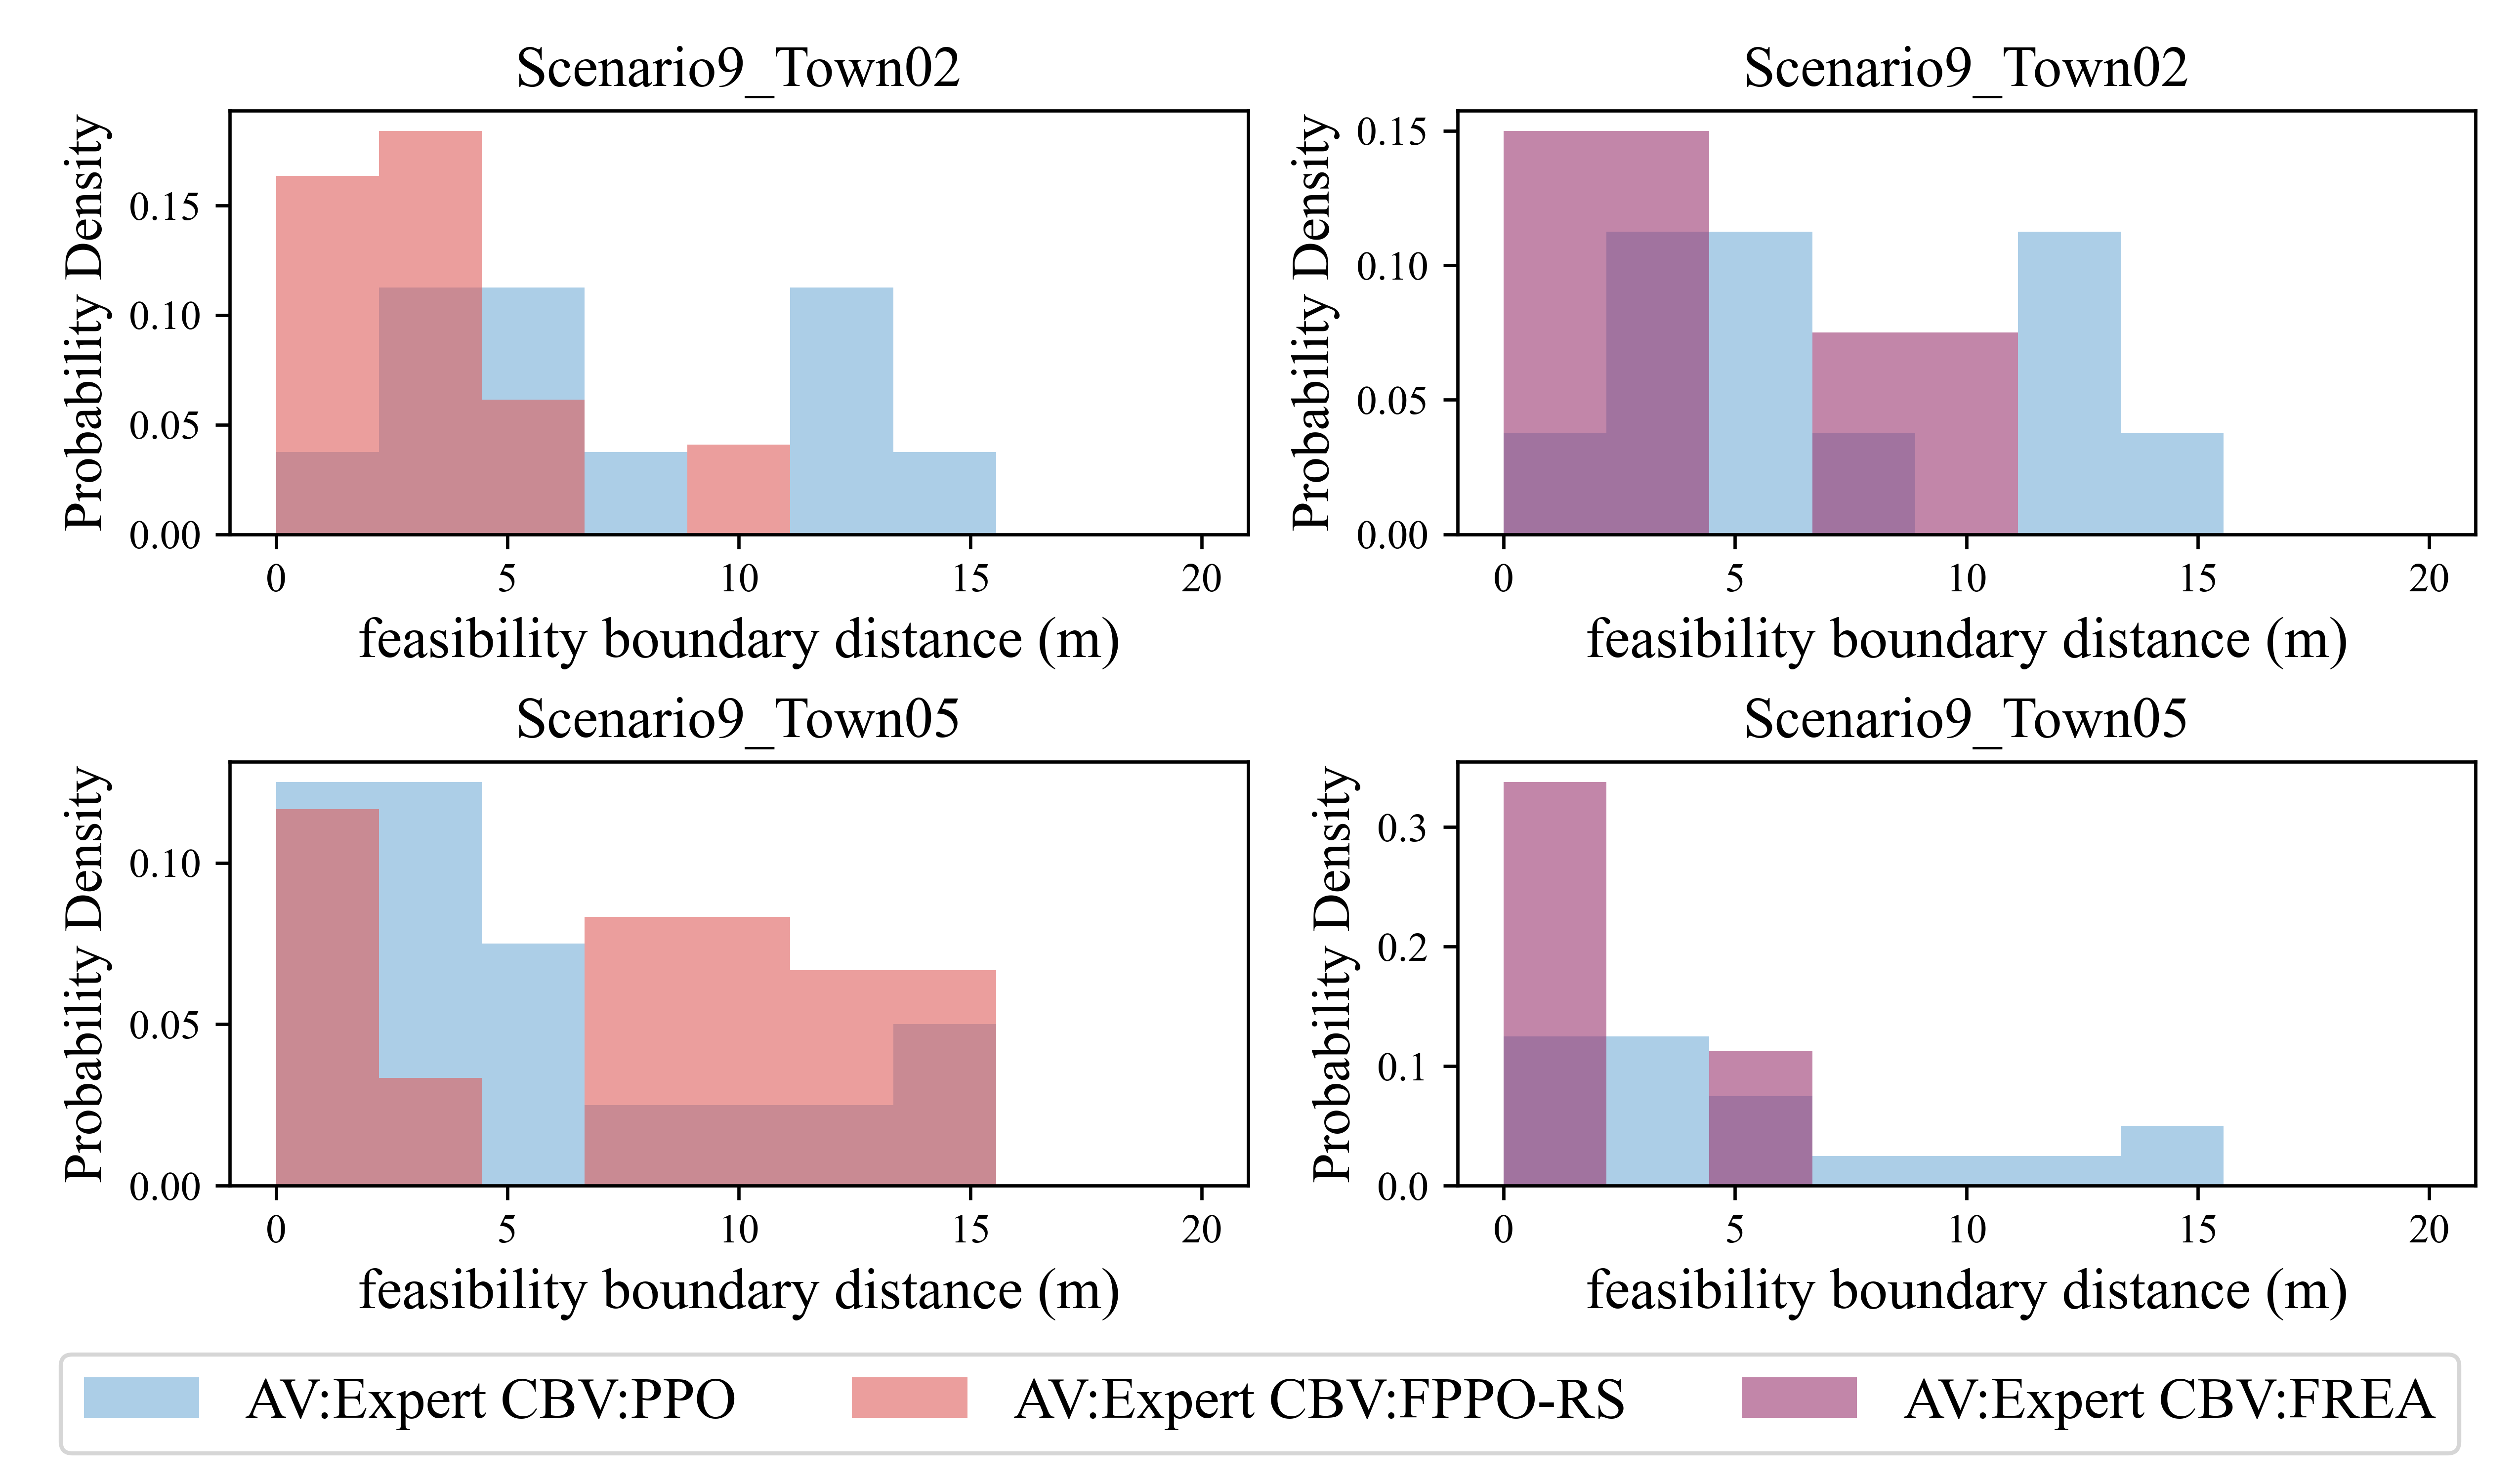 Scenario9_Town02
Probability Density
0.15
0.10
0.05
0.00
0
5
10
15
20
feasibility boundary distance (m)
Scenario9_Town02
Probability Density
0.15
0.10
0.05
0.00
0
5
10
15
20
feasibility boundary distance (m)
Scenario9_Town05
Probability Density
0.10
0.05
0.00
0
5
10
15
20
feasibility boundary distance (m)
Scenario9_Town05
Probability Density
0.3
0.2
0.1
0.0
0
5
10
15
20
feasibility boundary distance (m)
AV:Expert CBV:PPO
AV:Expert CBV:FPPO-RS
AV:Expert CBV:FREA